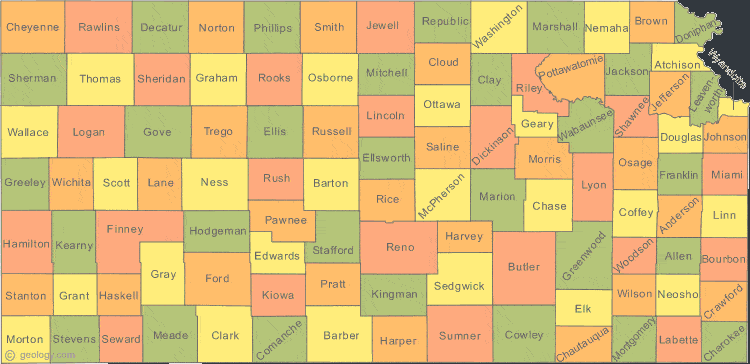 Cheyenne Rawlins Decatur Norton Phillips Smith Jewell Republic Washington Marshall Nemaha Brown Doniphan
Sherman Thomas Sheridan Graham Rooks Osborne Mitchell Cloud Clay Riley Pottawatomie Jackson Atchison Wyandotte
Jefferson Leaven-
worth
Ottawa
Wallace Logan Gove Trego Ellis Russell Lincoln Saline Dickinson Geary Wabaunsee Shawnee Douglas Johnson
Ellsworth Morris Osage
Greeley Wichita Scott Lane Ness Rush Barton Rice McPherson Marion Chase Lyon Franklin Miami
Coffey Anderson Linn
Hamilton Kearny Finney Hodgeman Pawnee Stafford Reno Harvey Butler Greenwood Woodson Allen Bourbon
Gray Ford Edwards
Stanton Grant Haskell Kiowa Pratt Kingman Sedgwick Elk Wilson Neosho Crawford
Morton Stevens Seward Meade Clark Comanche Barber Harper Sumner Cowley Chautauqua Montgomery Labette Cherokee
© geology.com